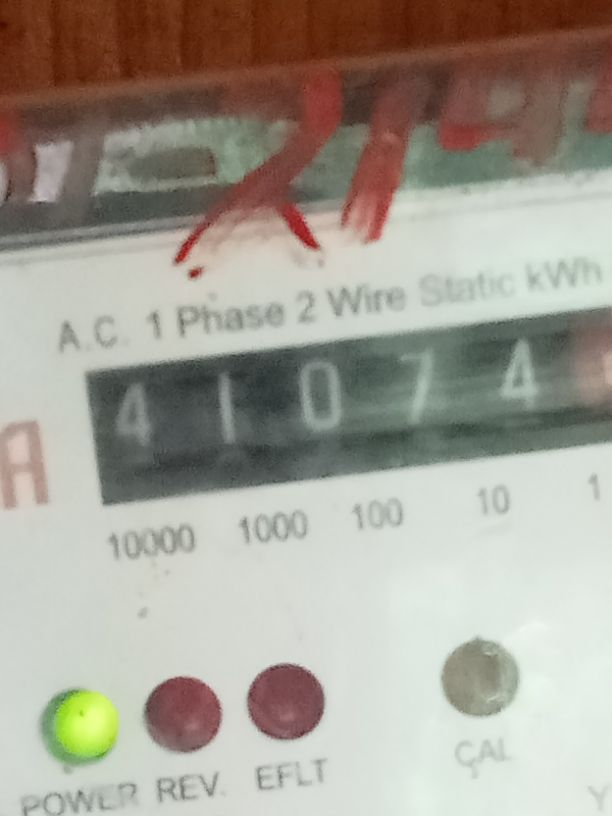 A.C. 1 Phase 2 Wire Static kWh
4 1 0 7 4
A
10000 1000 100 10 1
POWER REV. EFLT CAL